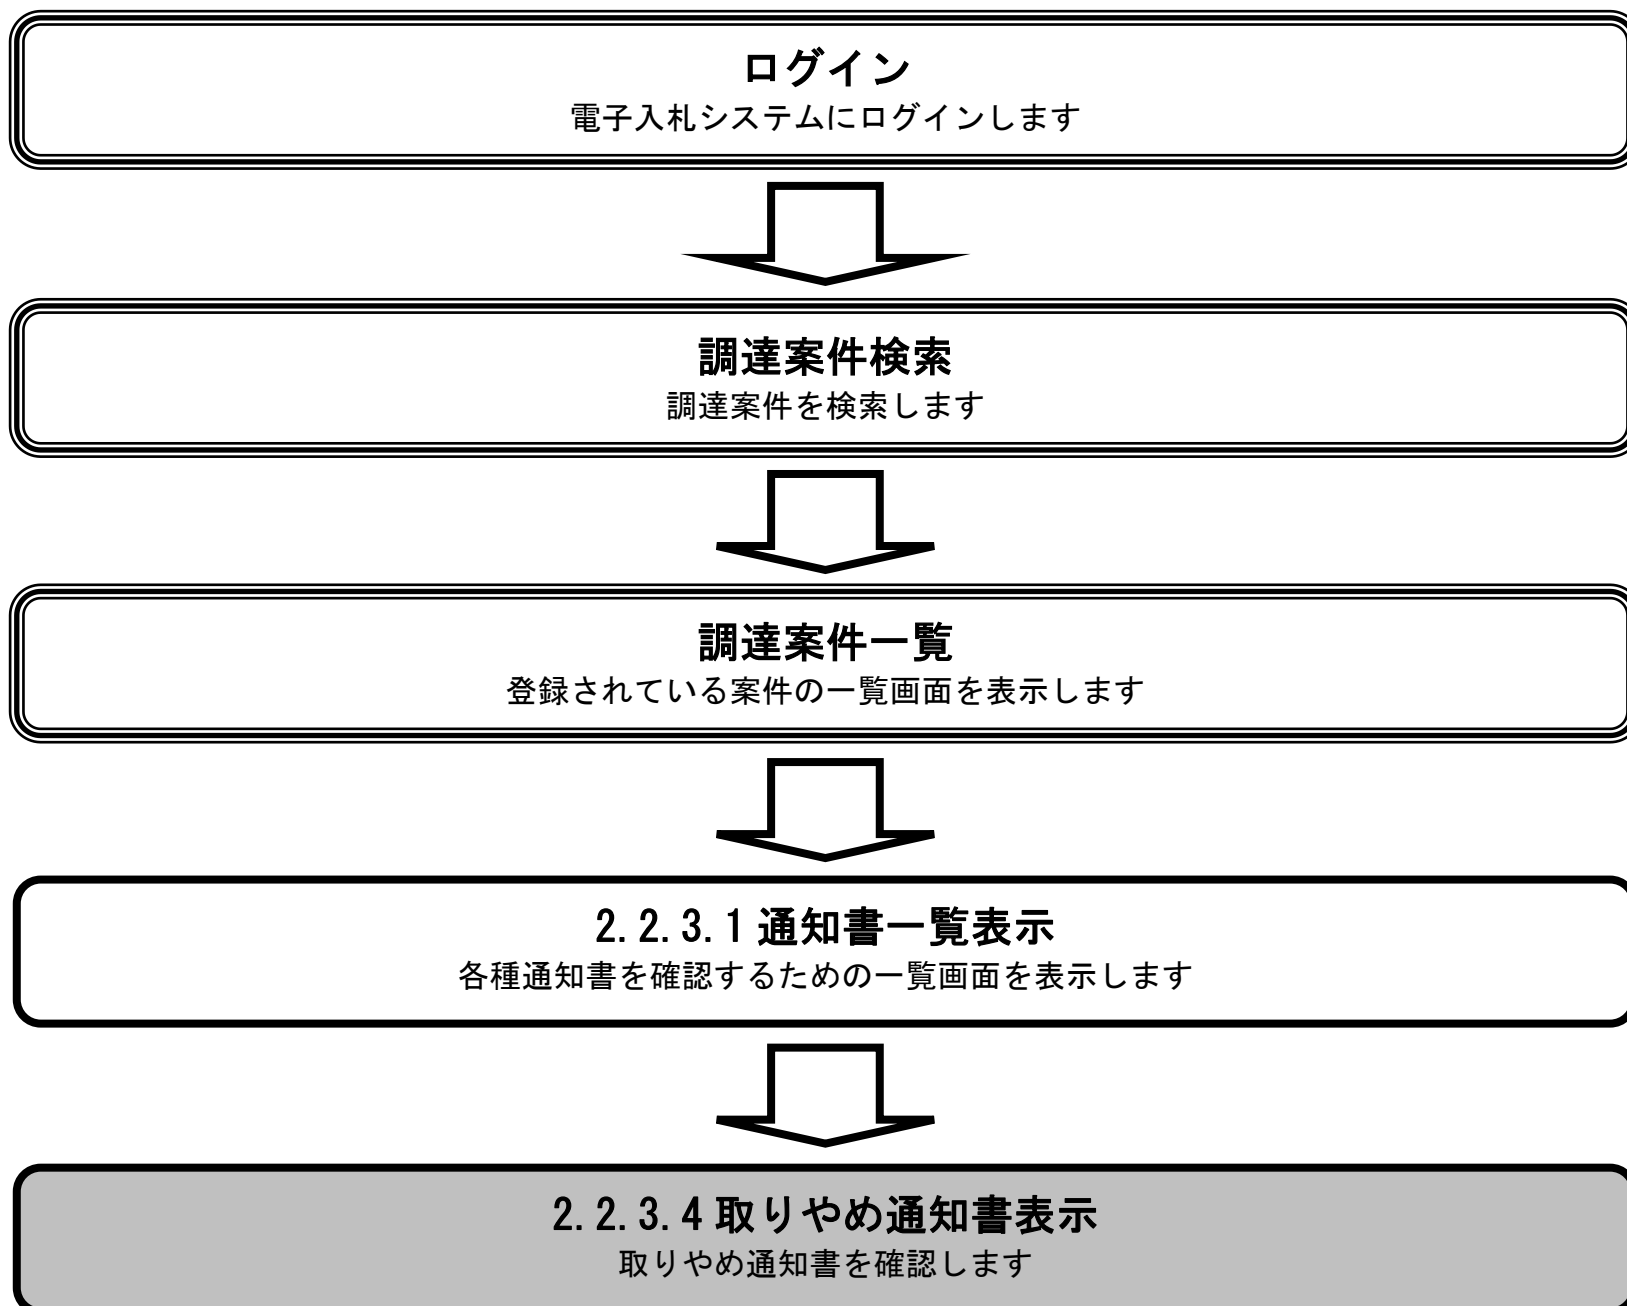 ログイン
電子入札システムにログインします
調達案件検索
調達案件を検索します
調達案件一覧
登録されている案件の一覧画面を表示します
2.2.3.1 通知書一覧表示
各種通知書を確認するための一覧画面を表示します
2.2.3.4 取りやめ通知書表示
取りやめ通知書を確認します